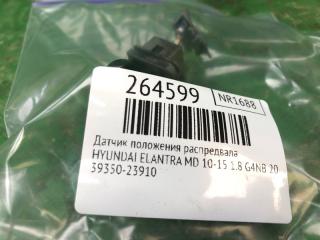 264599
NR1688
Датчик положения распредвала
HYUNDAI ELANTRA MD 10-15 1.8 G4NB 20
39350-23910